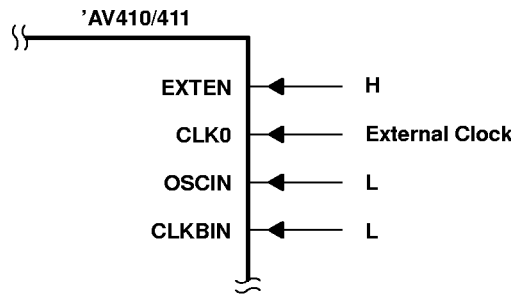 ’AV410/411
EXTEN H
CLK0 External Clock
OSCIN L
CLKBIN L